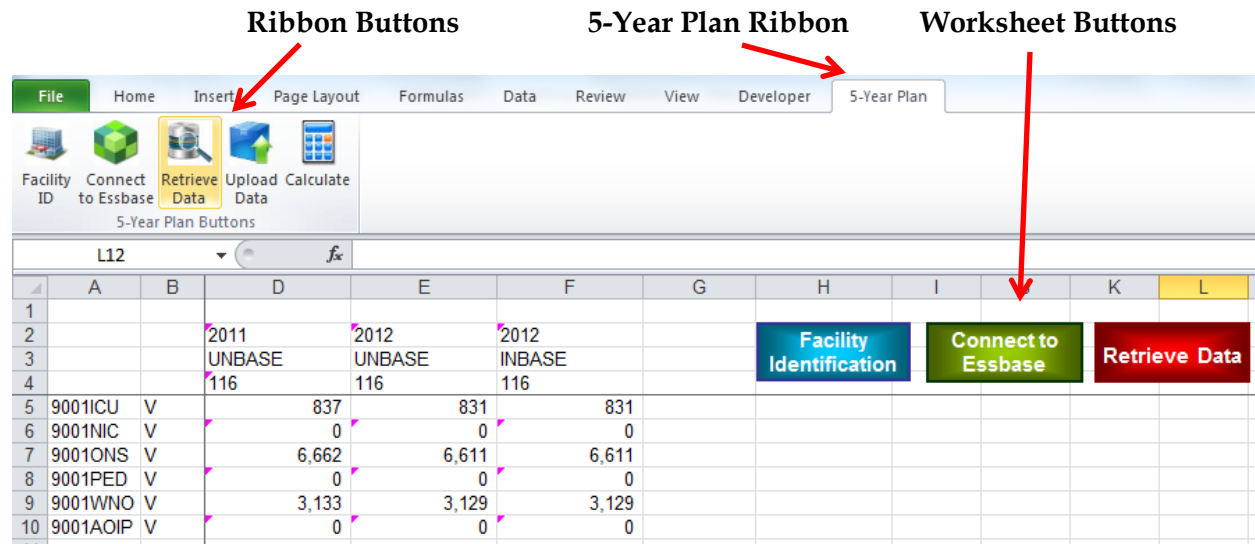 Ribbon Buttons 5-Year Plan Ribbon Worksheet Buttons
File Home Insert Page Layout Formulas Data Review View Developer 5-Year Plan
Facility Connect Retrieve Upload Calculate
ID to Essbase Data Data
5-Year Plan Buttons
L12 fx
A B D E F G H I K L
1
2 2011 2012 2012
3 UNBASE UNBASE INBASE
4 116 116 116
Facility Identification
Connect to Essbase
Retrieve Data
5 9001ICU V 837 831 831
6 9001NIC V 0 0 0
7 9001ONS V 6,662 6,611 6,611
8 9001PED V 0 0 0
9 9001WNO V 3,133 3,129 3,129
10 9001AOIP V 0 0 0